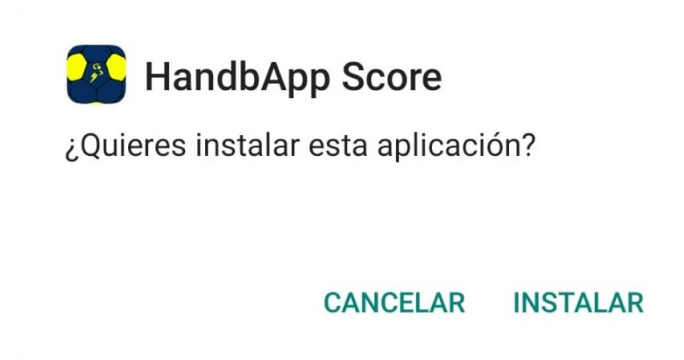 HandbApp Score
¿Quieres instalar esta aplicación?
CANCELAR INSTALAR